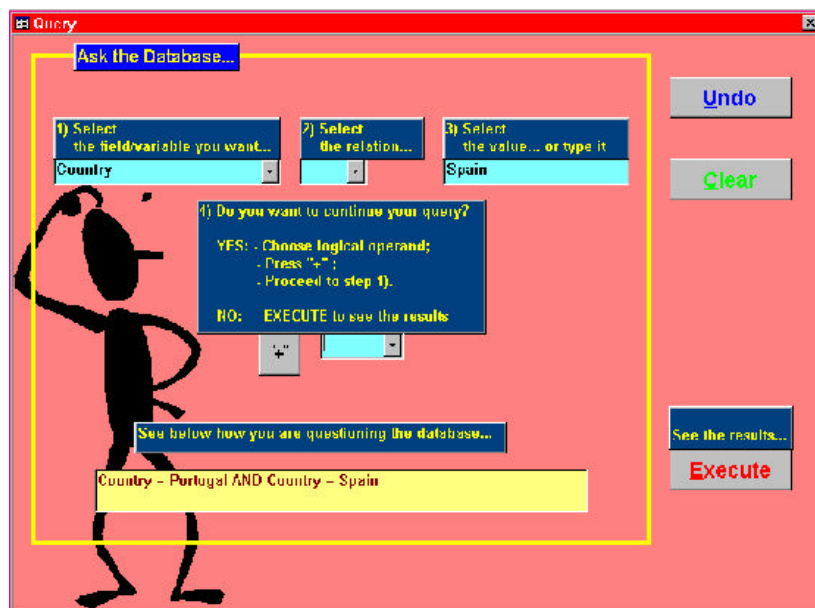 Query
Ask the Database...
Undo
1) Select
the field/variable you want...
2) Select
the relation...
3) Select
the value... or type it
Country
Spain
Clear
4) Do you want to continue your query?
YES: - Choose logical operand;
- Press "+" ;
- Proceed to step 1).
NO: EXECUTE to see the results
"+"
See below how you are questioning the database...
See the results...
Country = Portugal AND Country = Spain
Execute